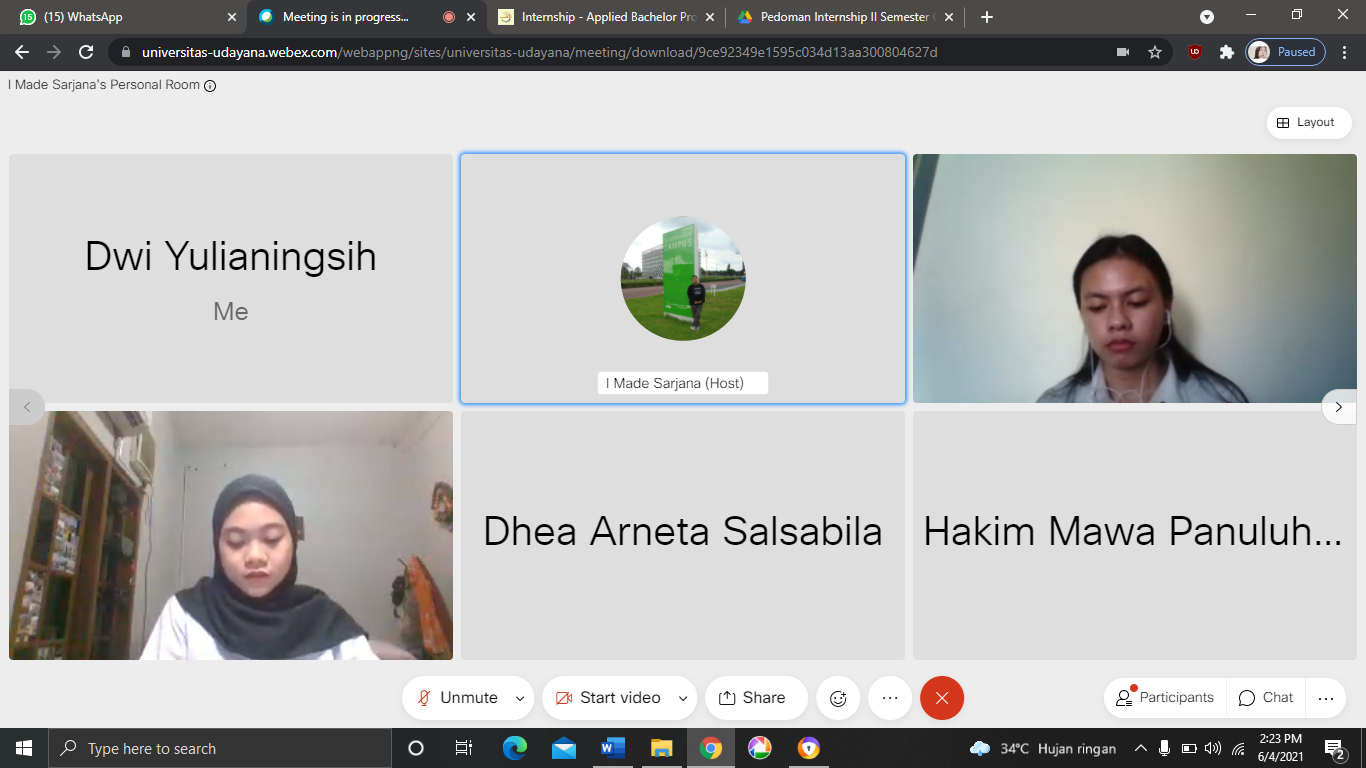 (15) WhatsApp
Meeting is in progress...
Internship - Applied Bachelor Pro
Pedoman Internship II Semester
universitas-udayana.webex.com/webappng/sites/universitas-udayana/meeting/download/9ce92349e1595c034d13aa300804627d
Paused
I Made Sarjana's Personal Room
Layout
Dwi Yulianingsih
Me
CAMPUS
I Made Sarjana (Host)
Dhea Arneta Salsabila
Hakim Mawa Panuluh...
Unmute
Start video
Share
Participants
Chat
Type here to search
34°C Hujan ringan
2:23 PM
6/4/2021
2